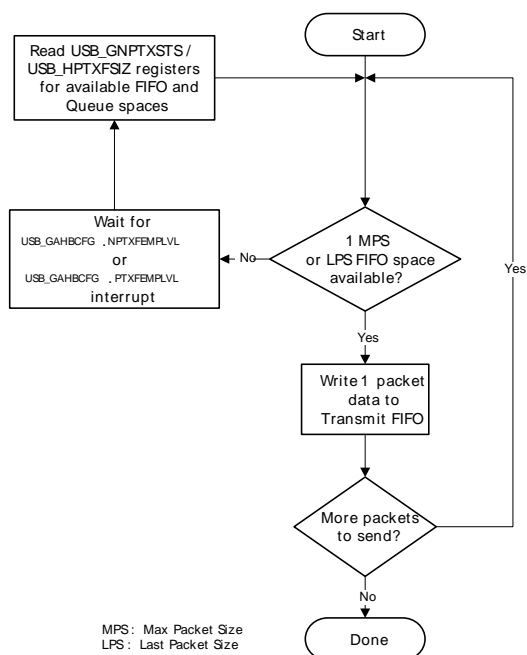 Start
Read USB_GNPTXSTS /
USB_HPTXFSIZ registers
for available FIFO and
Queue spaces
Wait for
USB_GAHBCFG .NPTXFEMPLVL
or
USB_GAHBCFG .PTXFEMPLVL
interrupt
No
1 MPS
or LPS FIFO space
available?
Yes
Yes
Write 1 packet
data to
Transmit FIFO
More packets
to send?
No
MPS: Max Packet Size
LPS: Last Packet Size
Done